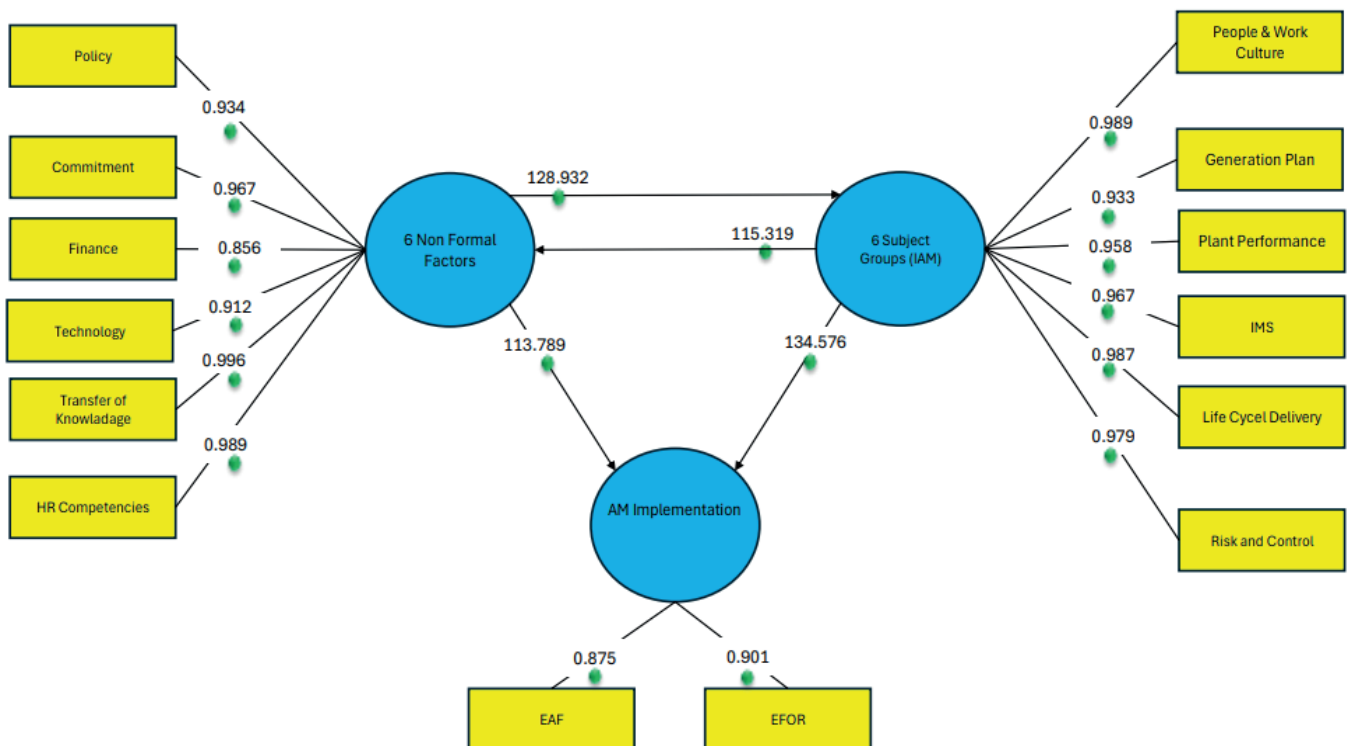 People & Work
Culture
Policy
0.934
0.989
Commitment
Generation Plan
0.967
128.932
0.933
6 Non Formal
Factors
115.319
6 Subject
Groups (IAM)
Finance
0.856
0.958
Plant Performance
0.912
0.967
Technology
IMS
0.996
113.789
134.576
0.987
Transfer of
Knowladage
Life Cycel Delivery
0.989
0.979
HR Competencies
AM Implementation
Risk and Control
0.875
0.901
EAF
EFOR